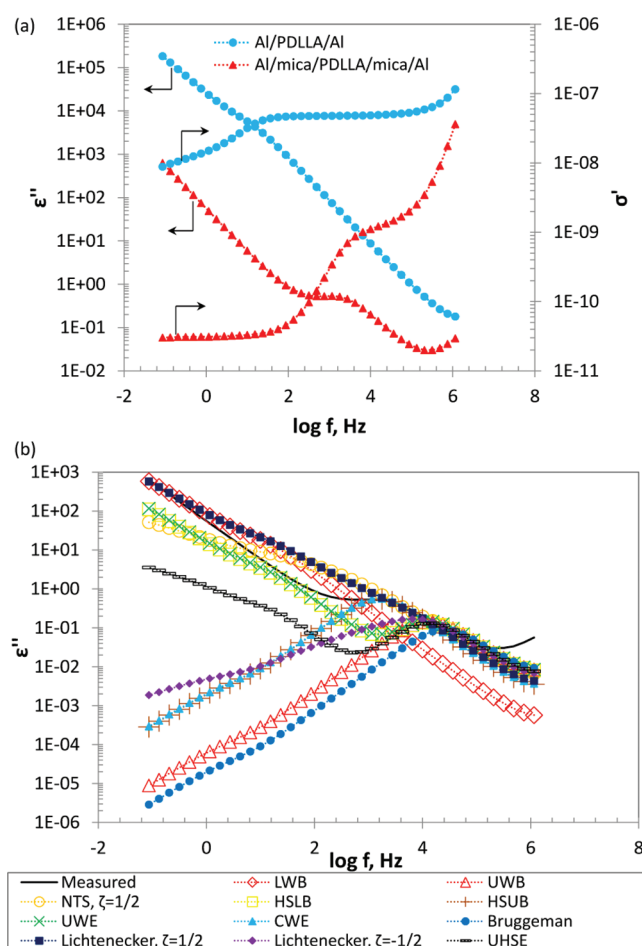 (a)
Al/PDLLA/Al
Al/mica/PDLLA/mica/Al
1E+06
1E+05
1E+04
1E+03
1E+02
1E+01
1E+00
1E-01
1E-02
ε"
1E-06
1E-07
1E-08
1E-09
1E-10
1E-11
σ'
-2 0 2 4 6 8
log f, Hz
(b)
1E+03
1E+02
1E+01
1E+00
1E-01
1E-02
1E-03
1E-04
1E-05
1E-06
ε"
-2 0 2 4 6 8
log f, Hz
Measured LWB UWB
NTS, ζ=1/2 HSLB HSUB
UWE CWE Bruggeman
Lichtenecker, ζ=1/2 Lichtenecker, ζ=-1/2 UHSE